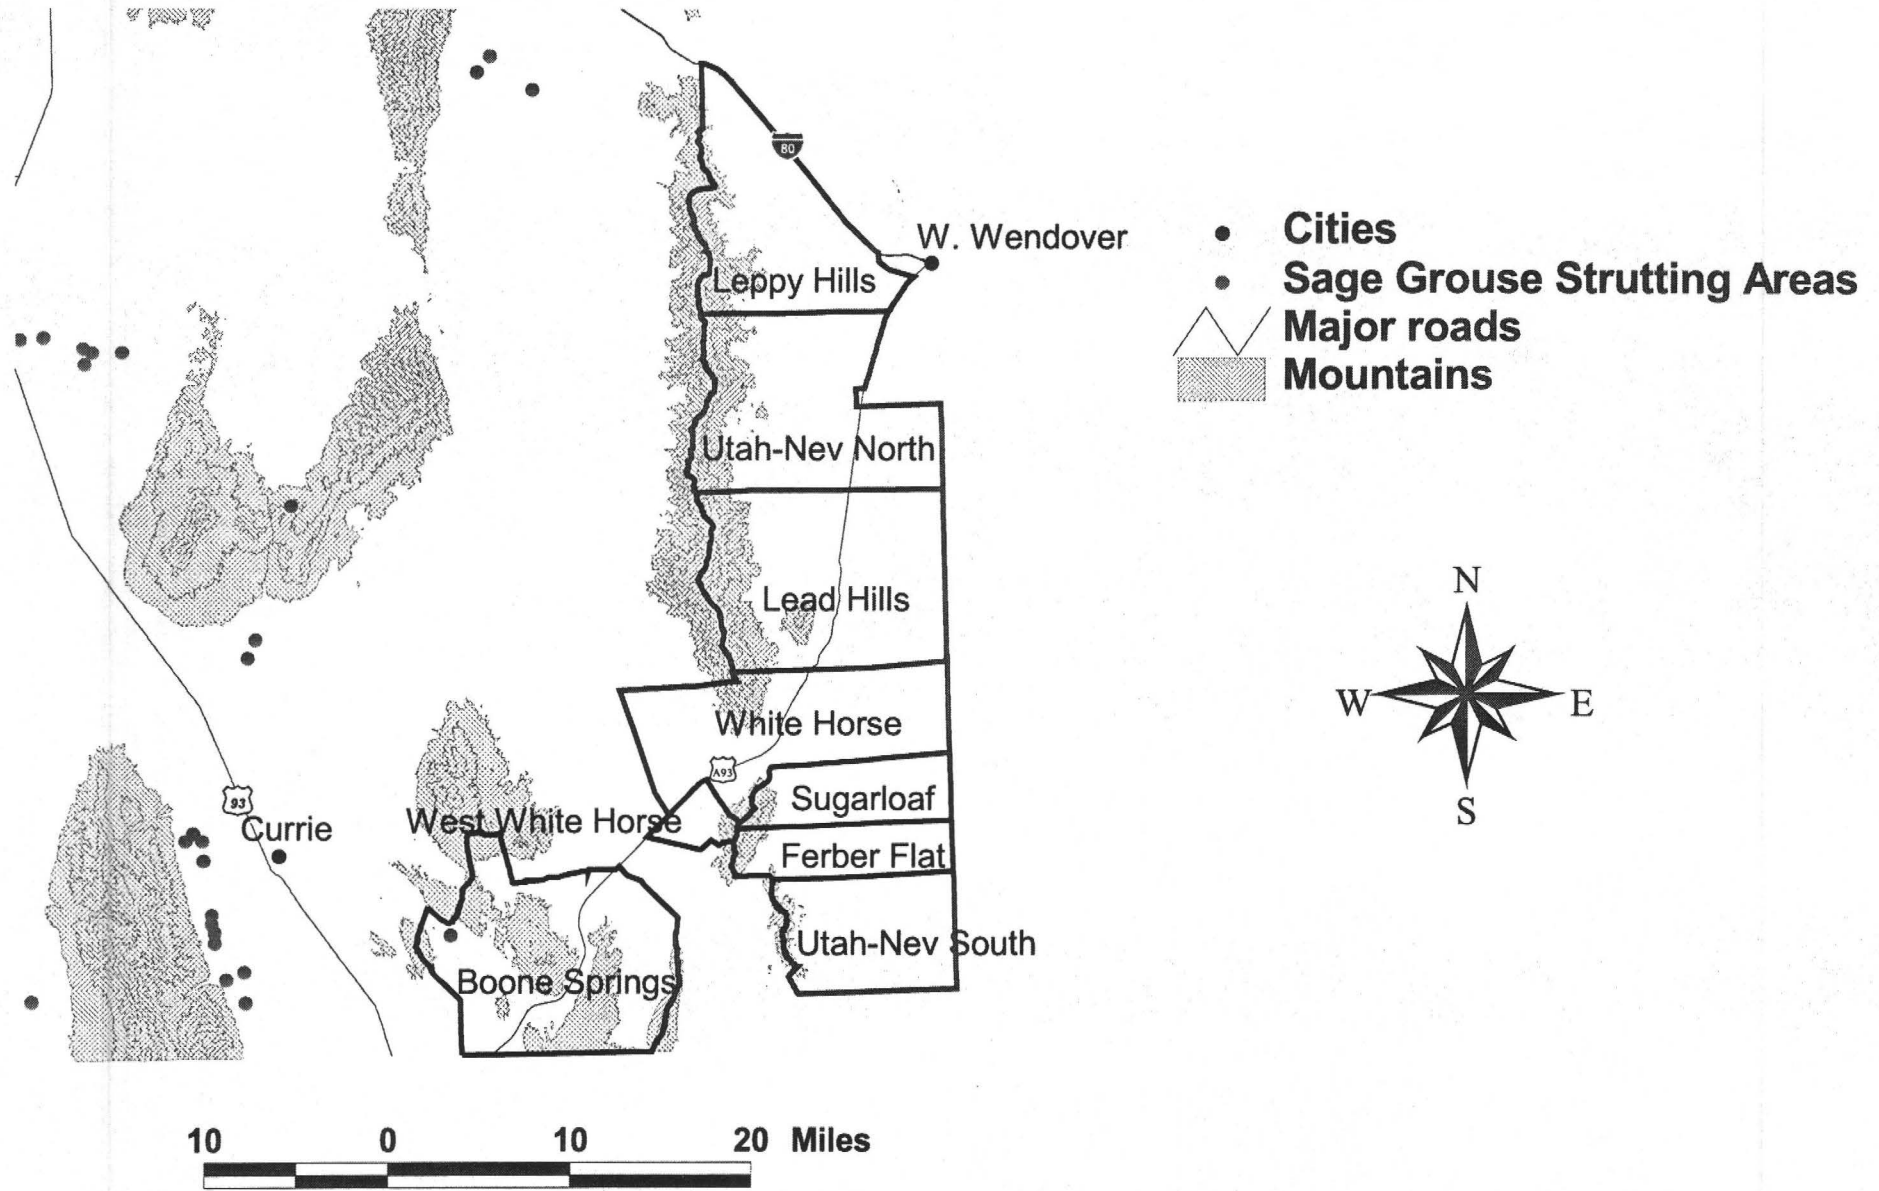 80
W. Wendover
Leppy Hills
Utah-Nev North
Lead Hills
White Horse
A93
Sugarloaf
93
Currie
West White Horse
Ferber Flat
Utah-Nev South
Boone Springs
Cities
Sage Grouse Strutting Areas
Major roads
Mountains
N
W
E
S
10 0 10 20 Miles